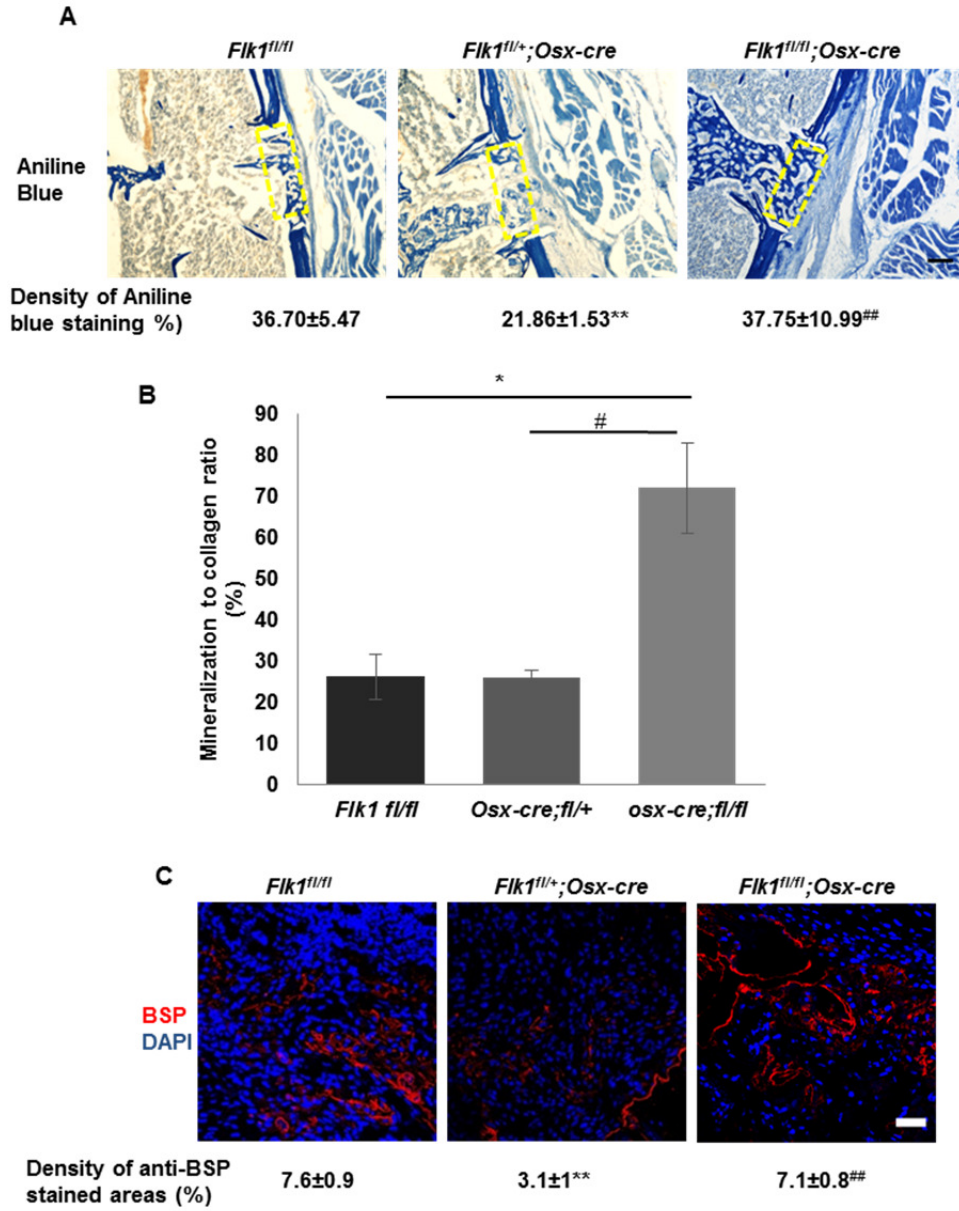 A
Flk1fl/fl
Flk1fl/+;Osx-cre
Flk1fl/fl;Osx-cre
Aniline
Blue
Density of Aniline
blue staining %)
36.70±5.47
21.86±1.53**
37.75±10.99##
B
*
#
Mineralization to collagen ratio
(%)
90
80
70
60
50
40
30
20
10
0
Flk1 fl/fl
Osx-cre;fl/+
osx-cre;fl/fl
C
Flk1fl/fl
Flk1fl/+;Osx-cre
Flk1fl/fl;Osx-cre
BSP
DAPI
Density of anti-BSP
stained areas (%)
7.6±0.9
3.1±1**
7.1±0.8##